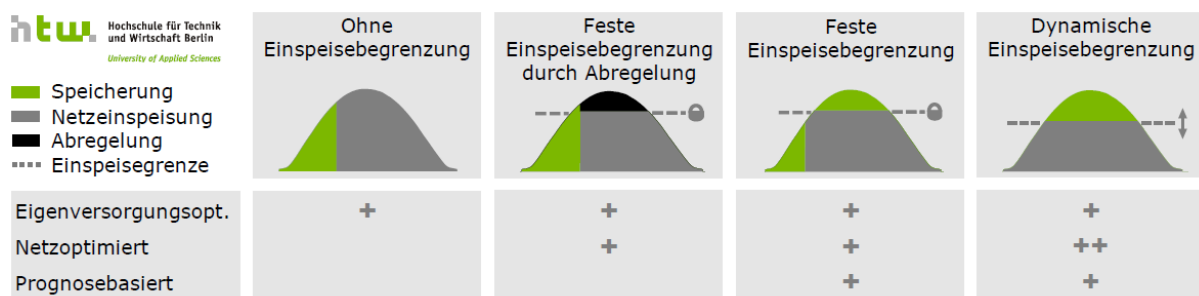 htw.
Hochschule für Technik
und Wirtschaft Berlin
University of Applied Sciences
Speicherung
Netzeinspeisung
Abregelung
Einspeisegrenze
Ohne
Einspeisebegrenzung
Feste
Einspeisebegrenzung
durch Abregelung
Feste
Einspeisebegrenzung
Dynamische
Einspeisebegrenzung
Eigenversorgungsopt. + + + +
Netzoptimiert + + ++
Prognosebasiert + +